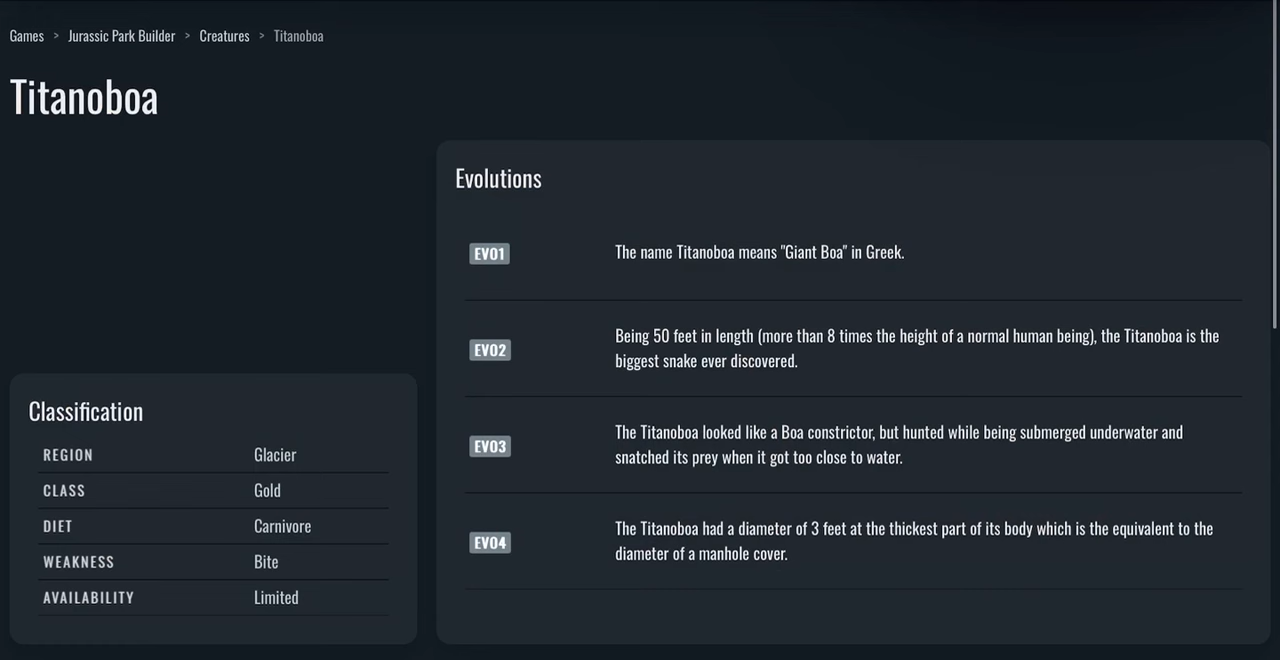 Games > Jurassic Park Builder > Creatures > Titanoboa
Titanoboa
Evolutions
EVO1 The name Titanoboa means "Giant Boa" in Greek.
EVO2 Being 50 feet in length (more than 8 times the height of a normal human being), the Titanoboa is the
biggest snake ever discovered.
EVO3 The Titanoboa looked like a Boa constrictor, but hunted while being submerged underwater and
snatched its prey when it got too close to water.
EVO4 The Titanoboa had a diameter of 3 feet at the thickest part of its body which is the equivalent to the
diameter of a manhole cover.
Classification
REGION Glacier
CLASS Gold
DIET Carnivore
WEAKNESS Bite
AVAILABILITY Limited